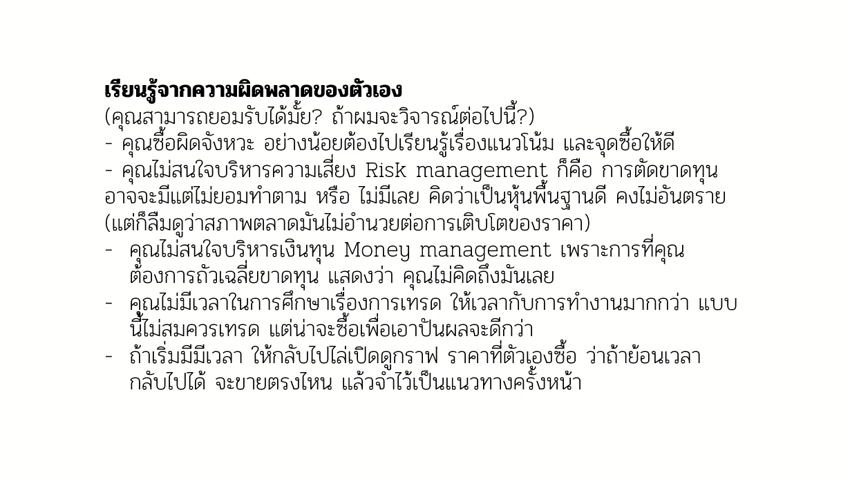 เรียนรู้จากความผิดพลาดของตัวเอง
(คุณสามารถยอมรับได้มั้ย? ถ้าผมจะวิจารณ์ต่อไปนี้?)
- คุณซื้อผิดจังหวะ อย่างน้อยต้องไปเรียนรู้เรื่องแนวโน้ม และจุดซื้อให้ดี
- คุณไม่สนใจบริหารความเสี่ยง Risk management ก็คือ การตัดขาดทุน
อาจจะมีแต่ไม่ยอมทำตาม หรือ ไม่มีเลย คิดว่าเป็นหุ้นพื้นฐานดี คงไม่อันตราย
(แต่ก็ลืมดูว่าสภาพตลาดมันไม่อำนวยต่อการเติบโตของราคา)
- คุณไม่สนใจบริหารเงินทุน Money management เพราะการที่คุณ
ต้องการถัวเฉลี่ยขาดทุน แสดงว่า คุณไม่คิดถึงมันเลย
- คุณไม่มีเวลาในการศึกษาเรื่องการเทรด ให้เวลากับการทำงานมากกว่า แบบ
นี้ไม่สมควรเทรด แต่น่าจะซื้อเพื่อเอาปันผลจะดีกว่า
- ถ้าเริ่มมีมีเวลา ให้กลับไปไล่เปิดดูกราฟ ราคาที่ตัวเองซื้อ ว่าถ้าย้อนเวลา
กลับไปได้ จะขายตรงไหน แล้วจำไว้เป็นแนวทางครั้งหน้า